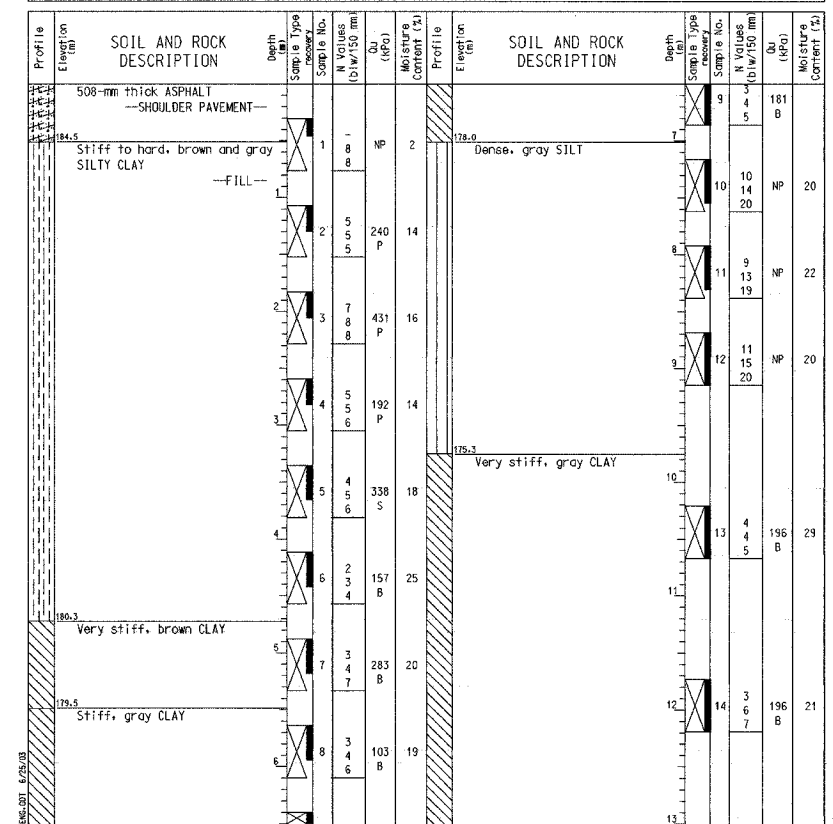 Profile
Elevation
(m)
SOIL AND ROCK
DESCRIPTION
Depth
(m)
Sample Type
recovery
Sample No.
N Values
(blw/150 mm)
Qu
(kPa)
Moisture
Content (%)
508-mm thick ASPHALT
--SHOULDER PAVEMENT--
184.5
Stiff to hard, brown and gray
SILTY CLAY
--FILL--
1
1
-
8
8
NP
2
2
5
5
5
240
P
14
2
3
7
8
8
431
P
16
3
4
5
5
6
192
P
14
4
5
4
5
6
338
S
18
6
2
3
4
157
B
25
180.3
Very stiff, brown CLAY
5
7
3
4
7
283
B
20
179.5
Stiff, gray CLAY
6
8
3
4
6
103
B
19
Profile
Elevation
(m)
SOIL AND ROCK
DESCRIPTION
Depth
(m)
Sample Type
recovery
Sample No.
N Values
(blw/150 mm)
Qu
(kPa)
Moisture
Content (%)
9
3
4
5
181
B
178.0
7
Dense, gray SILT
10
10
14
20
NP
20
8
11
9
13
19
NP
22
9
12
11
15
20
NP
20
175.3
Very stiff, gray CLAY
10
13
4
4
5
196
B
29
11
12
14
3
6
7
196
B
21
13
ENG.GDT 6/25/03